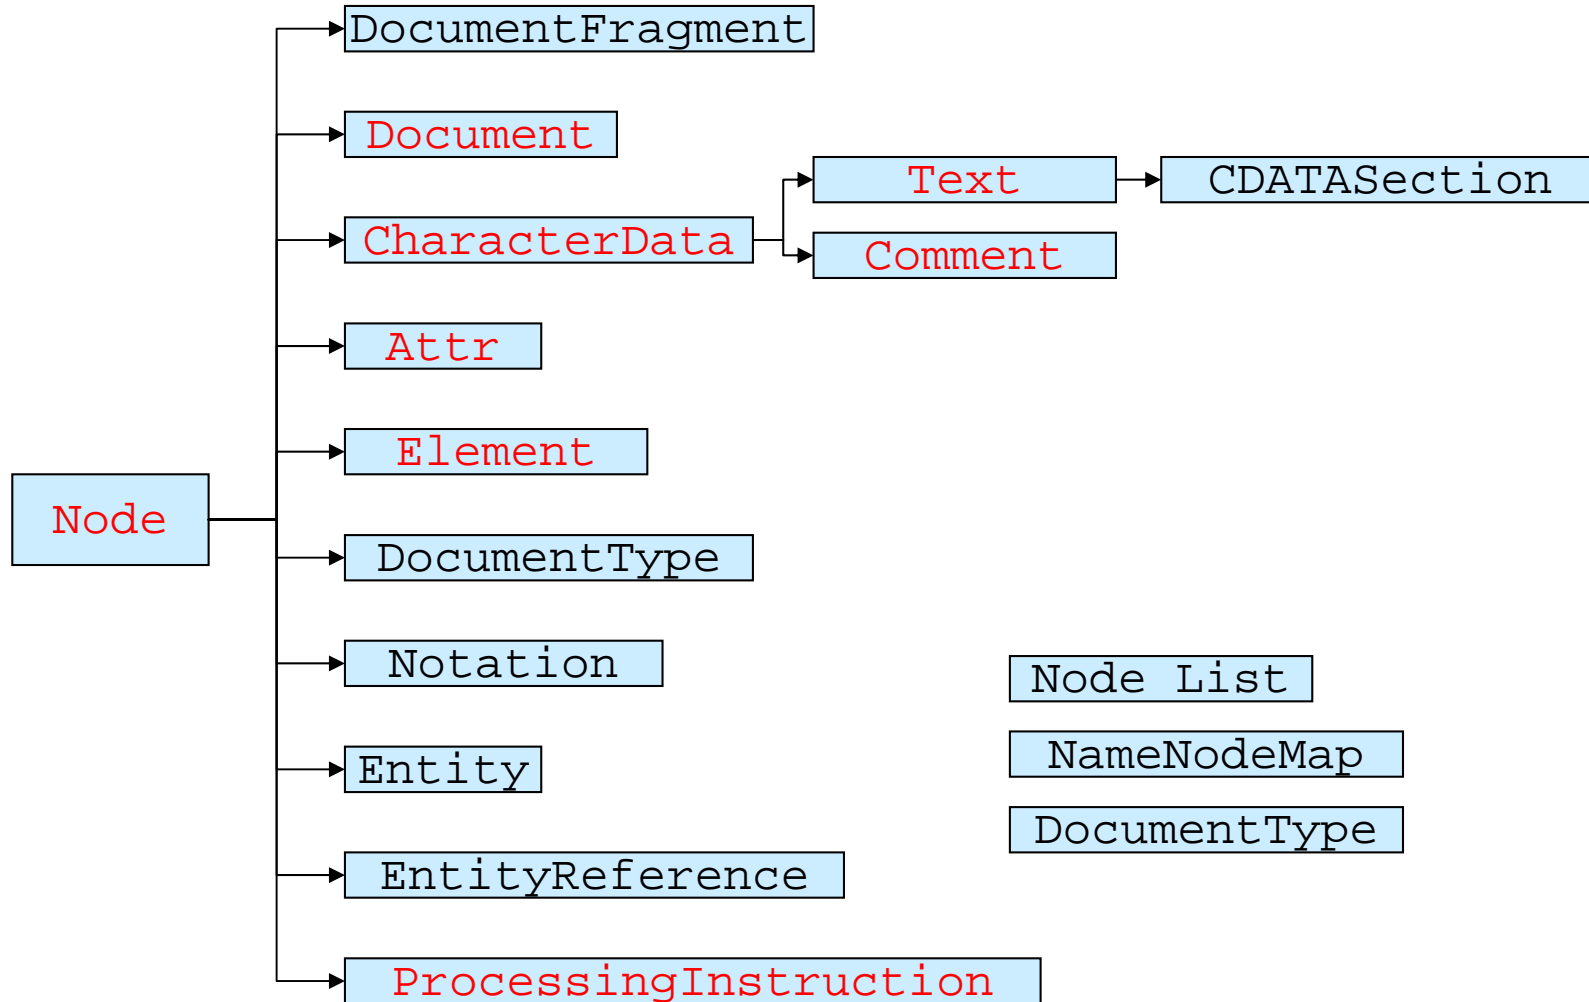 DocumentFragment
Document
Text
CDATASection
CharacterData
Comment
Attr
Element
Node
DocumentType
Notation
Node List
NameNodeMap
Entity
DocumentType
EntityReference
ProcessingInstruction